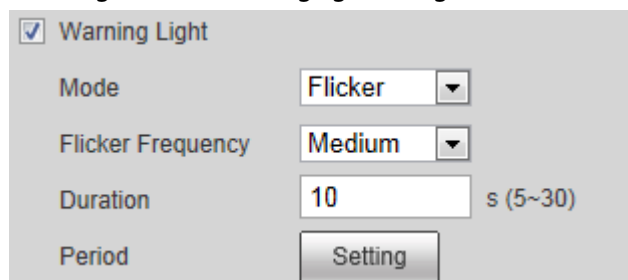 Warning Light
Mode Flicker
Flicker Frequency Medium
Duration 10 s (5~30)
Period Setting